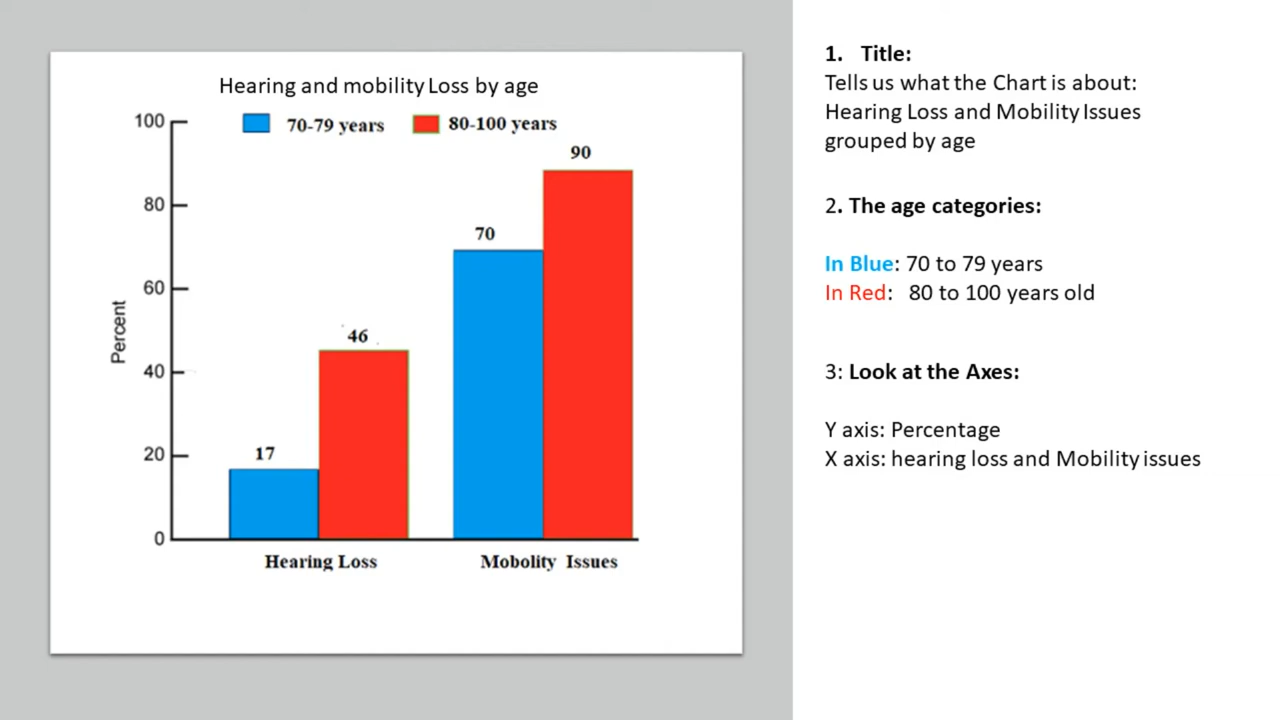 Hearing and mobility Loss by age
70-79 years
80-100 years
100
80
60
40
20
0
Percent
17
46
70
90
Hearing Loss
Mobolity Issues
1. Title:
Tells us what the Chart is about:
Hearing Loss and Mobility Issues
grouped by age
2. The age categories:
In Blue: 70 to 79 years
In Red: 80 to 100 years old
3: Look at the Axes:
Y axis: Percentage
X axis: hearing loss and Mobility issues